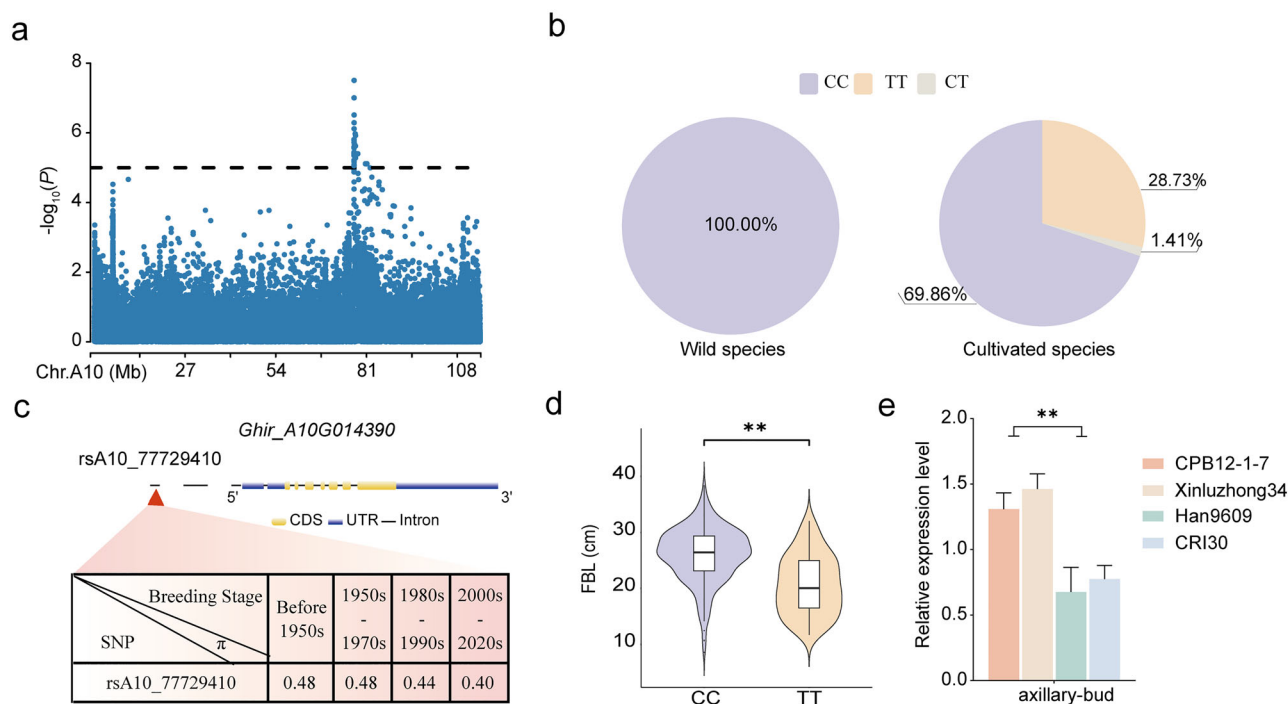 a
8
6
4
2
0
-log10(P)
Chr.A10 (Mb)
27
54
81
108
b
CC
TT
CT
100.00%
28.73%
1.41%
69.86%
Wild species
Cultivated species
c
Ghir_A10G014390
rsA10_77729410
5'
3'
CDS
UTR
Intron
Breeding Stage
SNP
π
Before
1950s
1950s
-
1970s
1980s
-
1990s
2000s
-
2020s
rsA10_77729410
0.48
0.48
0.44
0.40
d
**
40
30
20
10
FBL (cm)
CC
TT
e
**
2.0
1.5
1.0
0.5
0.0
Relative expression level
axillary-bud
CPB12-1-7
Xinluzhong34
Han9609
CRI30